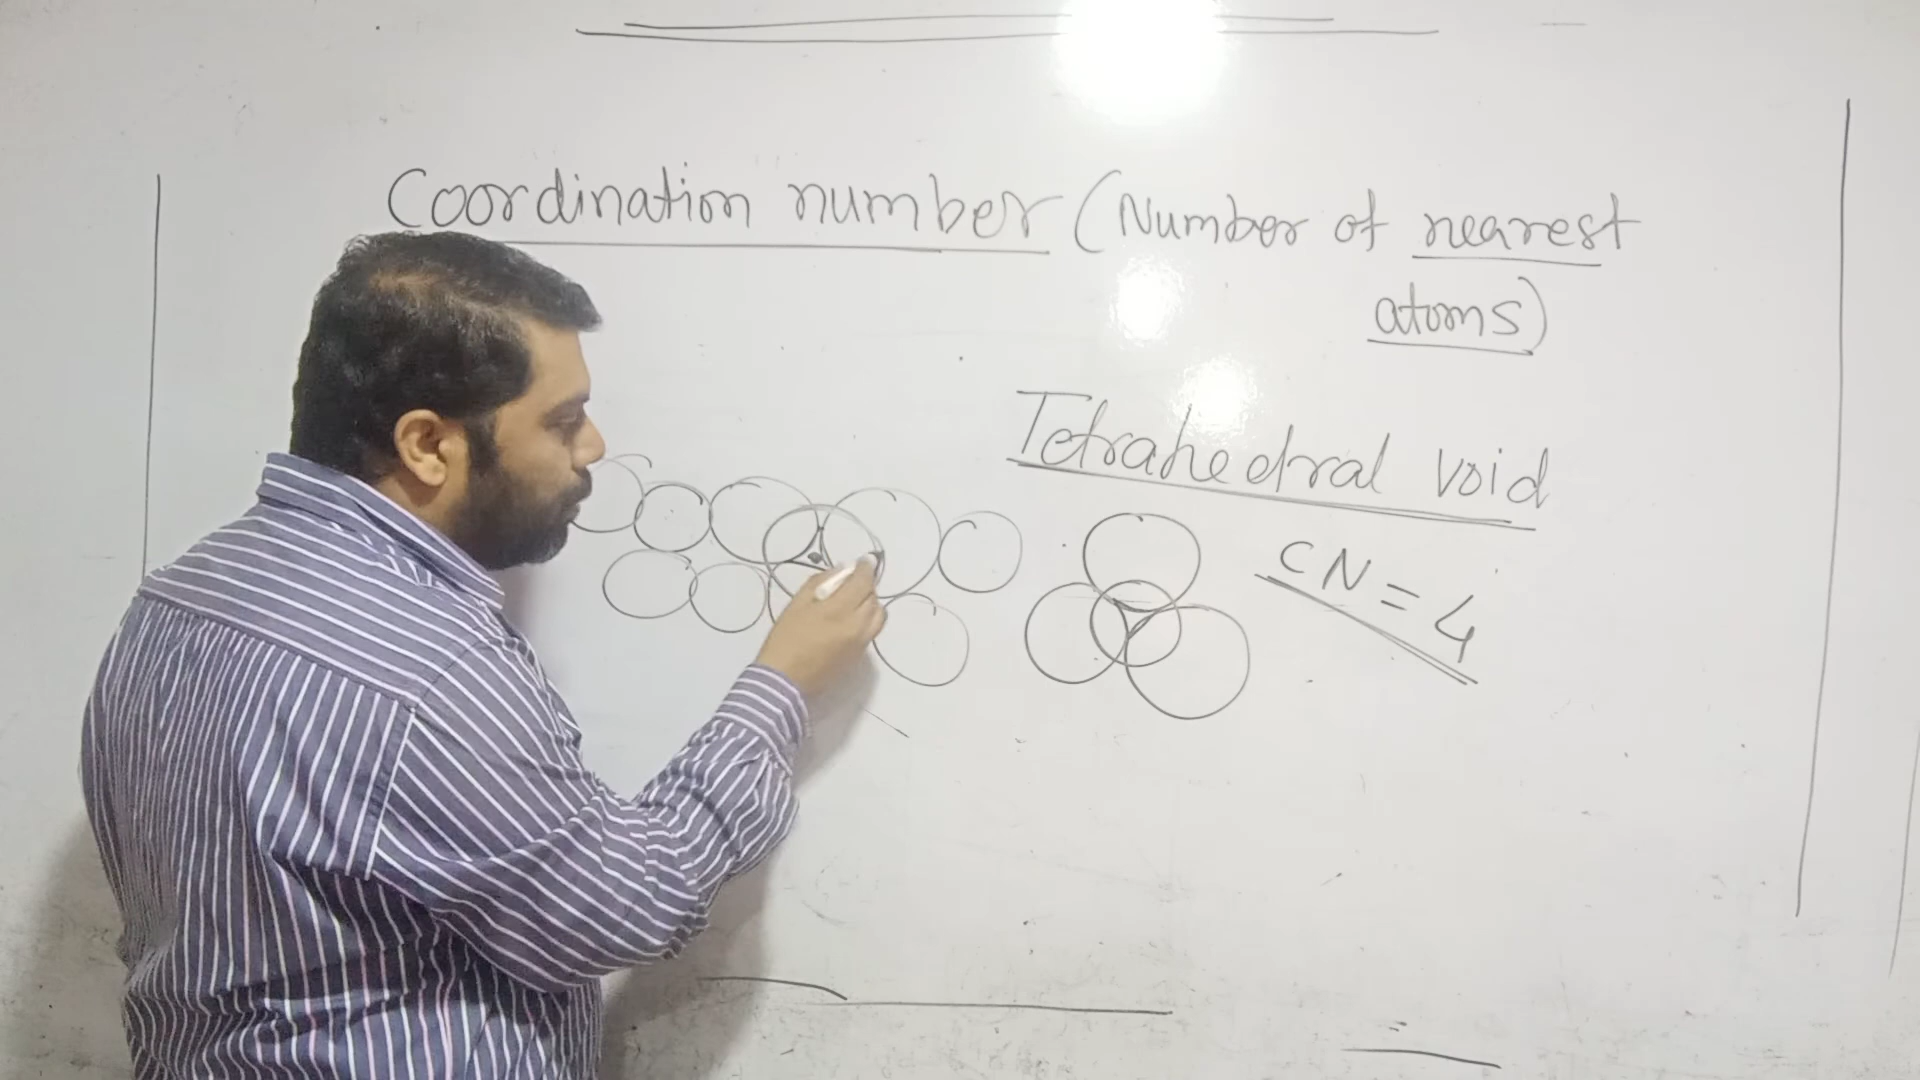 Coordination number (Number of nearest
atoms)
Tetrahedral void
CN = 4